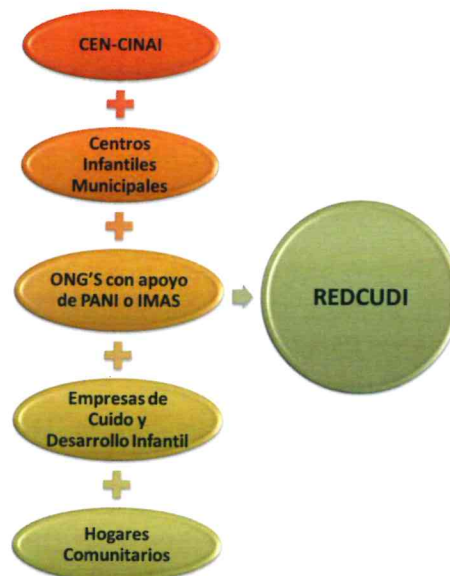 CEN-CINAI
Centros
Infantiles
Municipales
ONG'S con apoyo
de PANI o IMAS
REDCUDI
Empresas de
Cuido y
Desarrollo Infantil
Hogares
Comunitarios